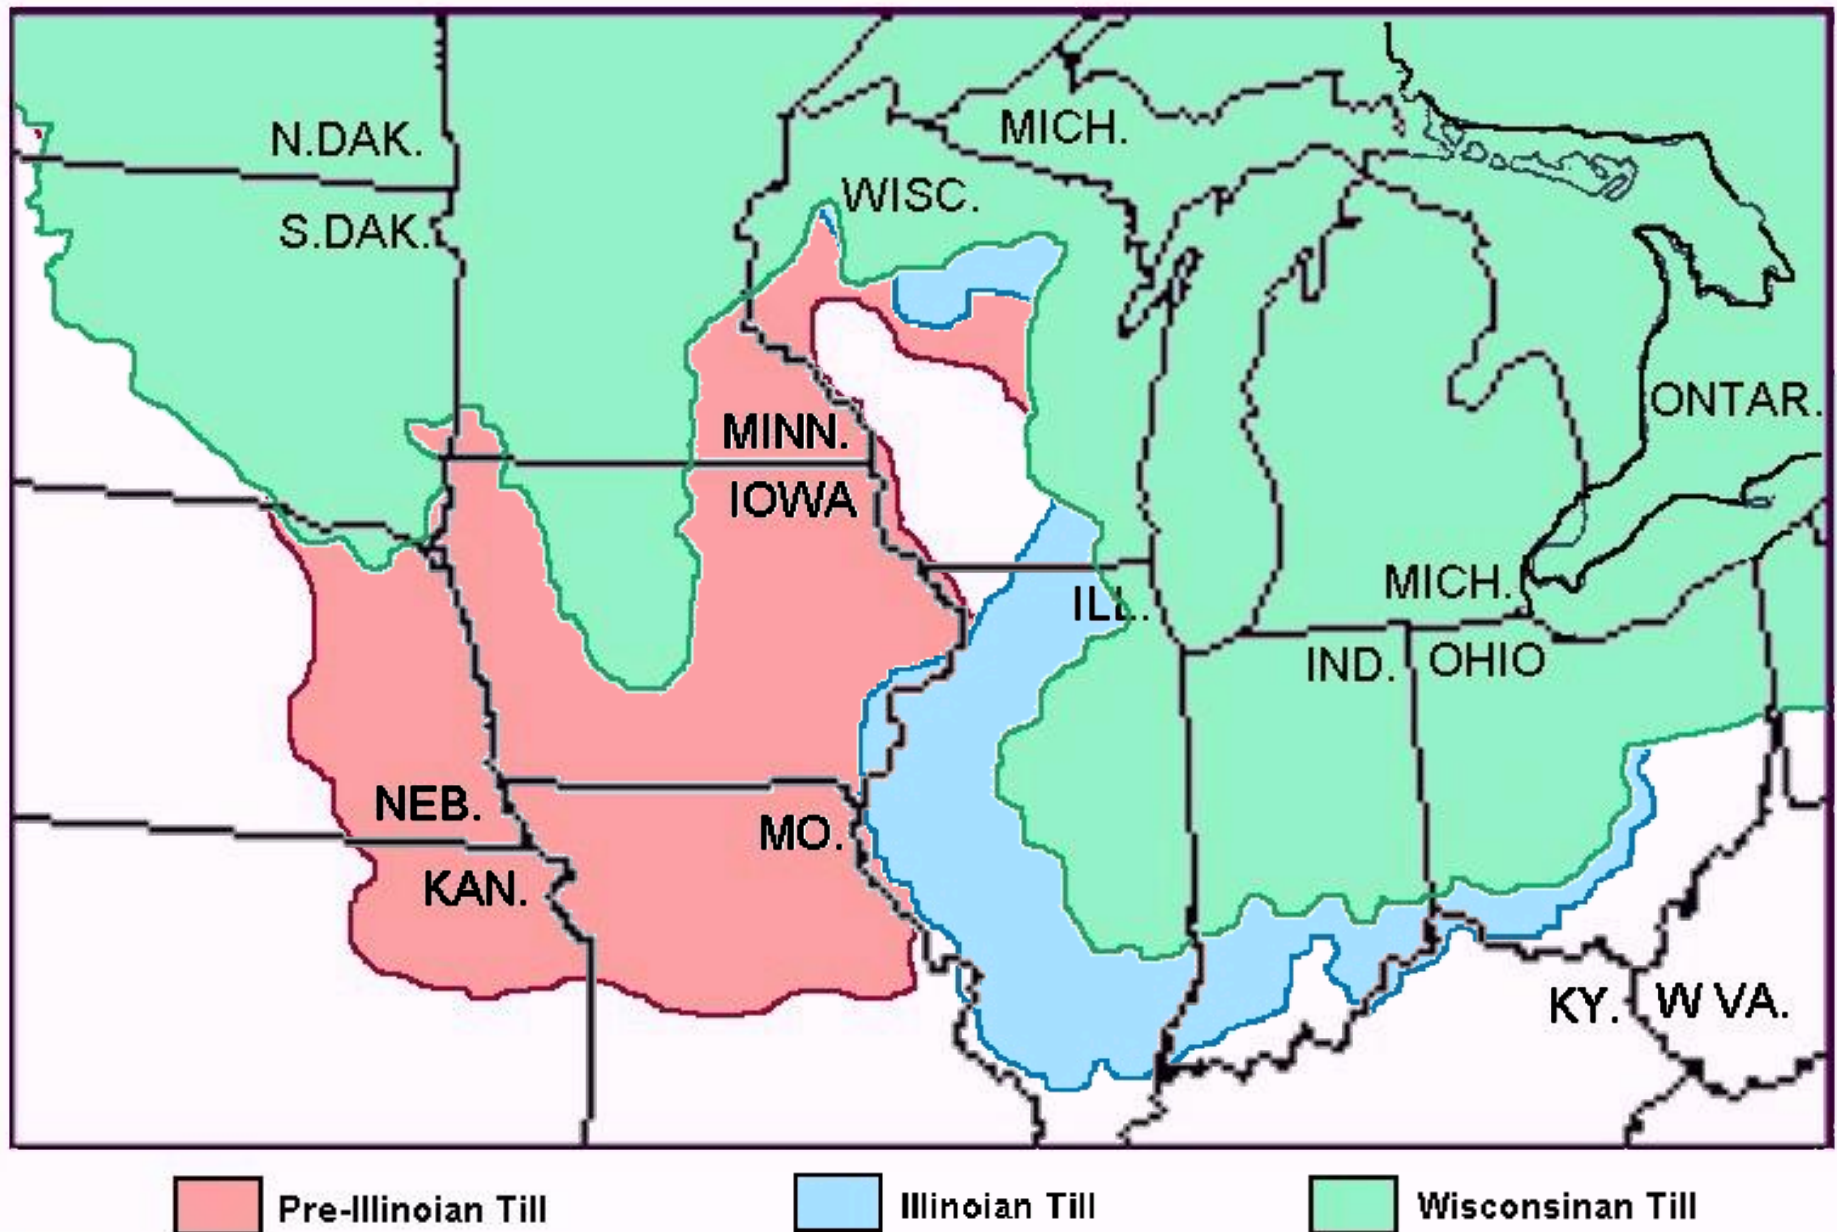 N.DAK.
MICH.
WISC.
S.DAK.
ONTAR.
MINN.
IOWA
MICH.
ILL.
IND.
OHIO
NEB.
MO.
KAN.
KY.
W VA.
Pre-Illinoian Till
Illinoian Till
Wisconsinan Till